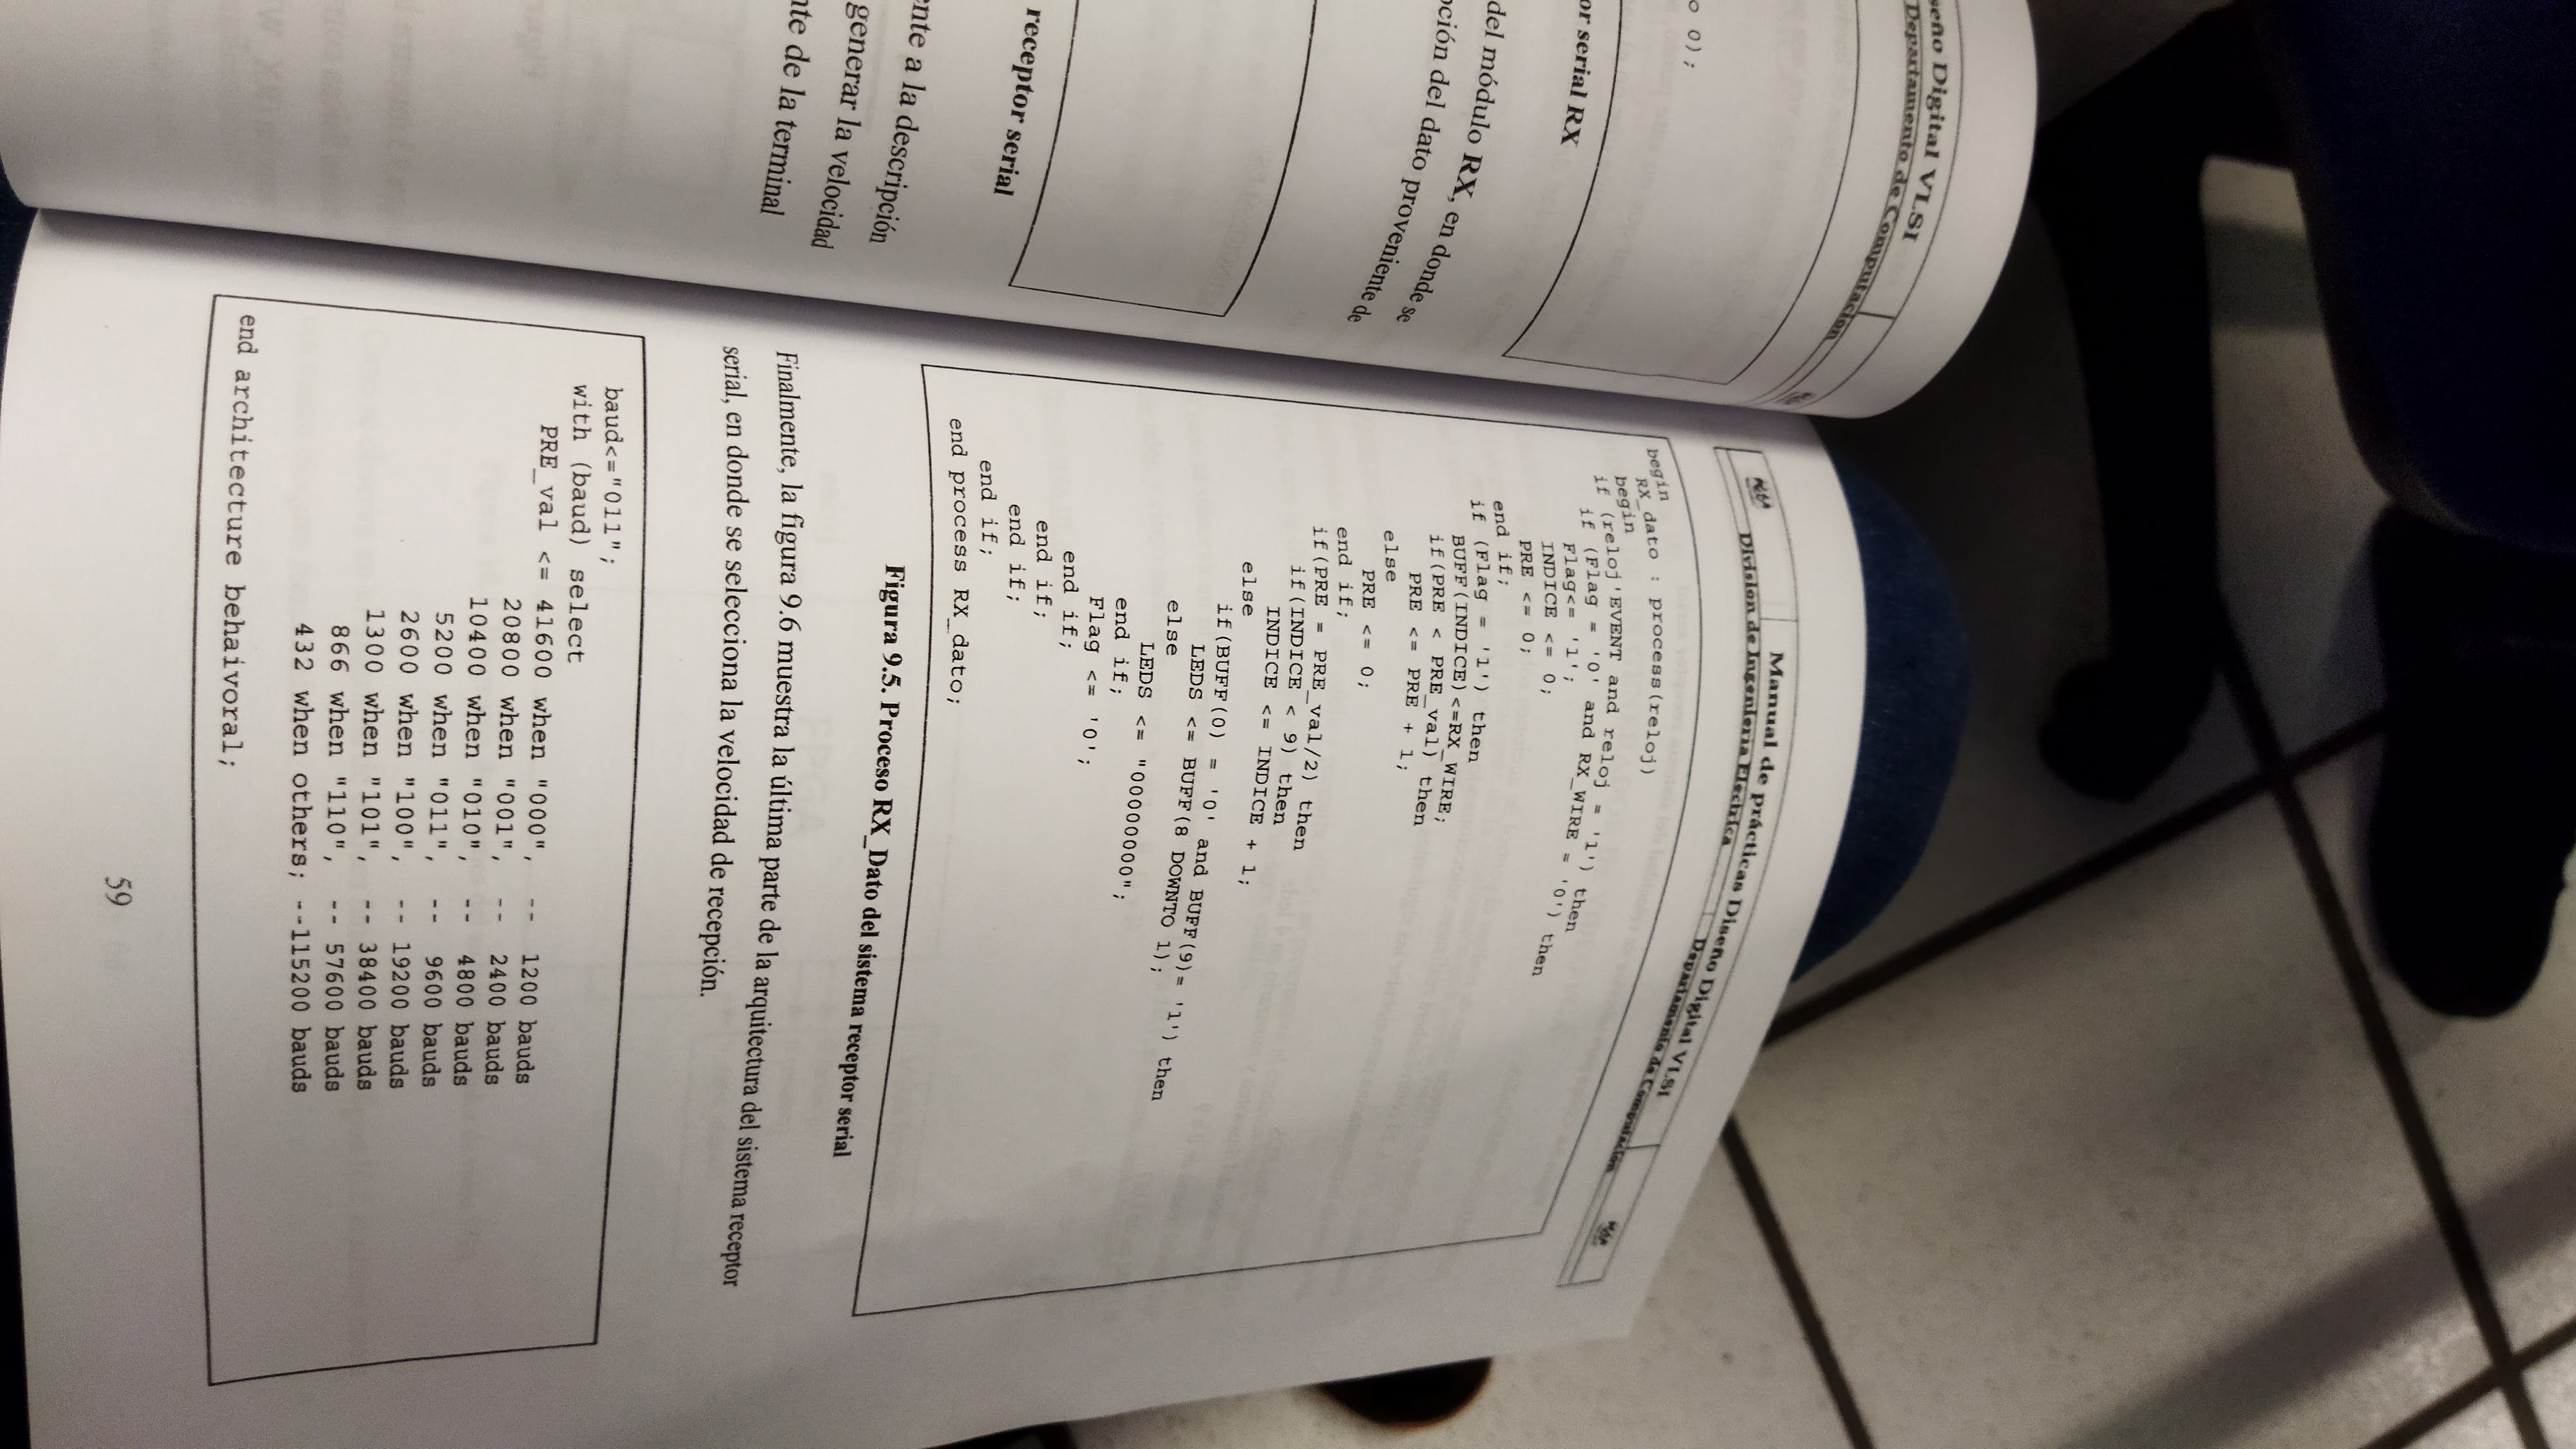 seño Digital VLSI
Departamento de Computación
o 0);
or serial RX
del módulo RX, en donde se
pción del dato proveniente de
receptor serial
ente a la descripción
generar la velocidad
nte de la terminal
Manual de prácticas Diseño Digital VLSI
División de Ingeniería Eléctrica
Departamento de Computación
begin
RX_dato : process(reloj)
begin
if (reloj'EVENT and reloj = '1') then
if (Flag = '0' and RX_WIRE = '0') then
Flag<= '1';
INDICE <= 0;
PRE <= 0;
end if;
if (Flag = '1') then
BUFF(INDICE)<=RX_WIRE;
if(PRE < PRE_val) then
PRE <= PRE + 1;
else
PRE <= 0;
end if;
if(PRE = PRE_val/2) then
if(INDICE < 9) then
INDICE <= INDICE + 1;
else
if(BUFF(0) = '0' and BUFF(9)= '1') then
LEDS <= BUFF(8 DOWNTO 1);
else
LEDS <= "00000000";
end if;
Flag <= '0';
end if;
end if;
end if;
end if;
end process RX_dato;
Figura 9.5. Proceso RX_Dato del sistema receptor serial
Finalmente, la figura 9.6 muestra la última parte de la arquitectura del sistema receptor
serial, en donde se selecciona la velocidad de recepción.
baud<="011";
with (baud) select
PRE_val <= 41600 when "000", -- 1200 bauds
20800 when "001", -- 2400 bauds
10400 when "010", -- 4800 bauds
5200 when "011", -- 9600 bauds
2600 when "100", -- 19200 bauds
1300 when "101", -- 38400 bauds
866 when "110", -- 57600 bauds
432 when others; --115200 bauds
end architecture behaivoral;
59